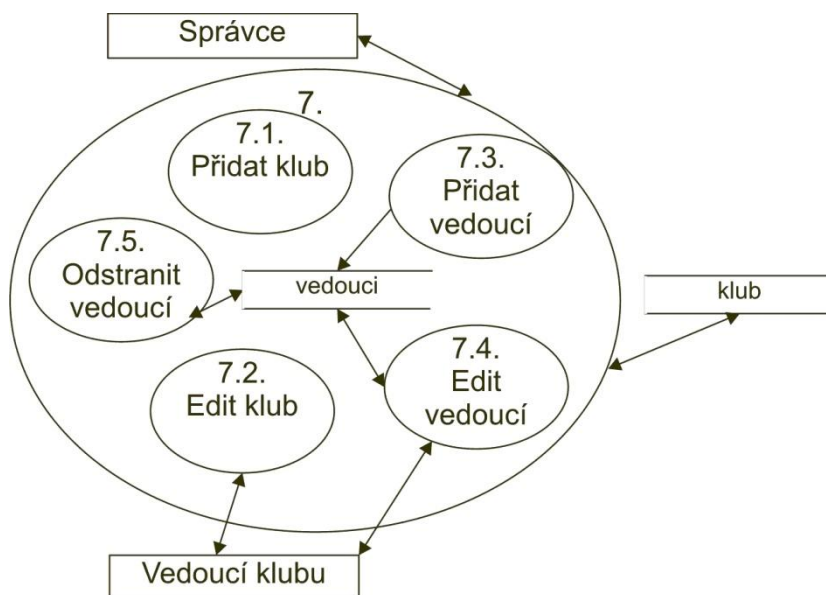 Správce
7.
7.1.
Přidat klub
7.3.
Přidat
vedoucí
7.5.
Odstranit
vedoucí
vedouci
klub
7.2.
Edit klub
7.4.
Edit
vedoucí
Vedoucí klubu